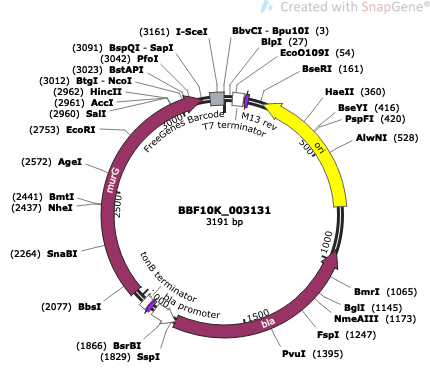 Created with SnapGene®
(3161) I-SceI
(3091) BspQI - SapI
(3042) PfoI
(3023) BstAPI
(3012) BtgI - NcoI
(2962) HincII
(2961) AccI
(2960) SalI
(2753) EcoRI
(2572) AgeI
(2441) BmtI
(2437) NheI
(2264) SnaBI
(2077) BbsI
(1866) BsrBI
(1829) SspI
BbvCI - Bpu10I (3)
BlpI (27)
EcoO109I (54)
BseRI (161)
HaeII (360)
BseYI (416)
PspFI (420)
AlwNI (528)
BmrI (1065)
BglI (1145)
NmeAIII (1173)
FspI (1247)
PvuI (1395)
FreeGenes Barcode
T7 terminator
M13 rev
ori
bla
bla promoter
tonB terminator
murG
500
1000
1500
2500
3000
BBF10K_003131
3191 bp